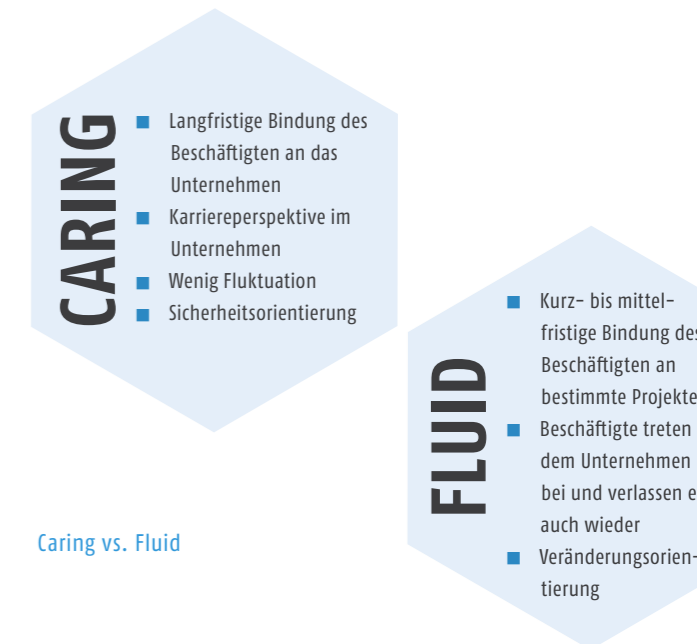 CARING
Langfristige Bindung des
Beschäftigten an das
Unternehmen
Karriereperspektive im
Unternehmen
Wenig Fluktuation
Sicherheitsorientierung
FLUID
Kurz- bis mittel-
fristige Bindung des
Beschäftigten an
bestimmte Projekte
Beschäftigte treten
dem Unternehmen
bei und verlassen e
auch wieder
Veränderungsorien-
tierung
Caring vs. Fluid